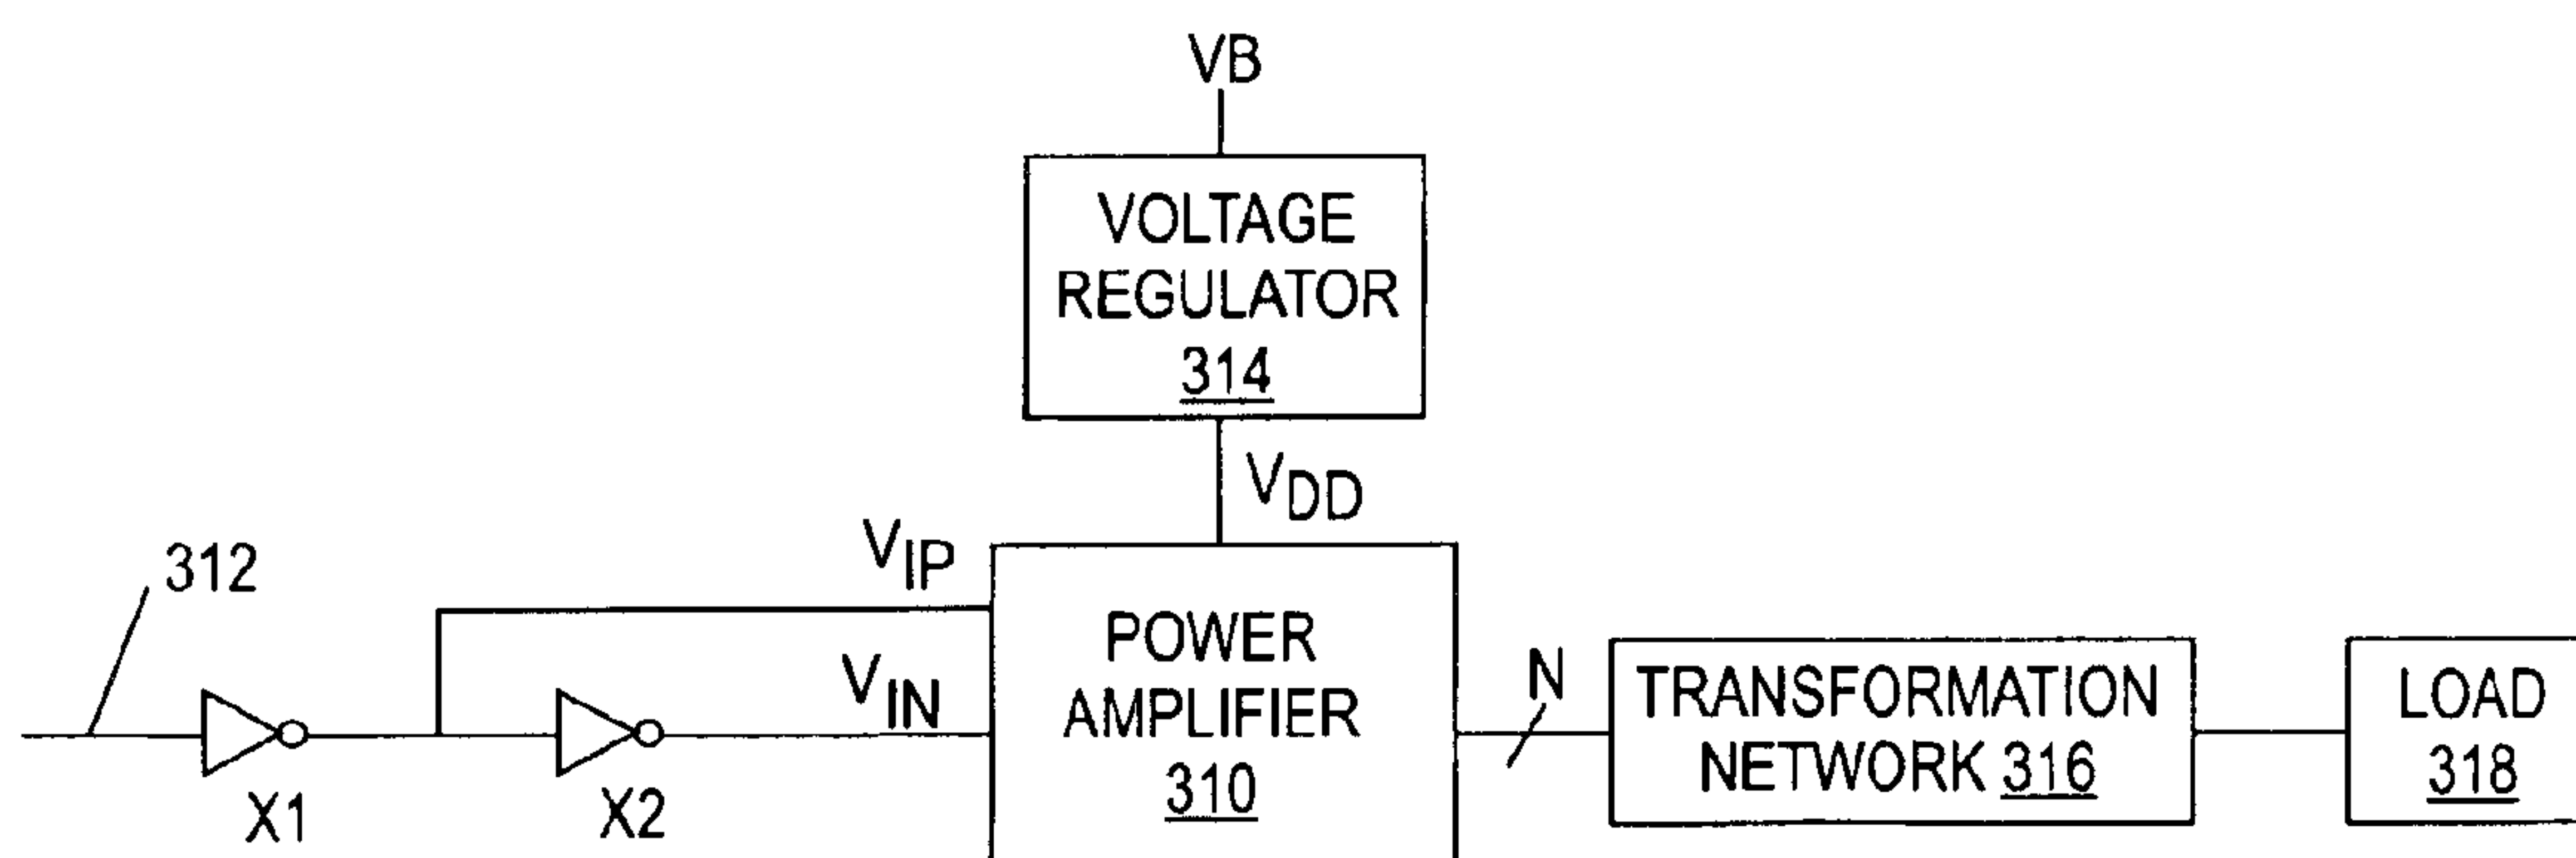 VB
VOLTAGE
REGULATOR
314
VDD
312
VIP
VIN
X1
X2
POWER
AMPLIFIER
310
N
TRANSFORMATION
NETWORK 316
LOAD
318